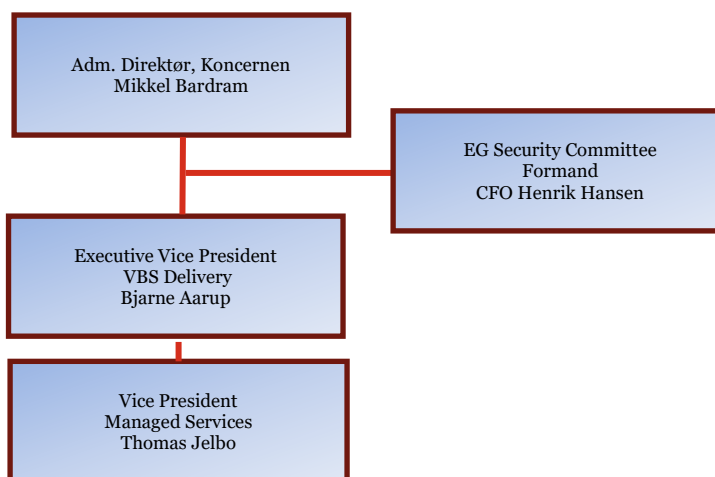 Adm. Direktør, Koncernen
Mikkel Bardram
EG Security Committee
Formand
CFO Henrik Hansen
Executive Vice President
VBS Delivery
Bjarne Aarup
Vice President
Managed Services
Thomas Jelbo